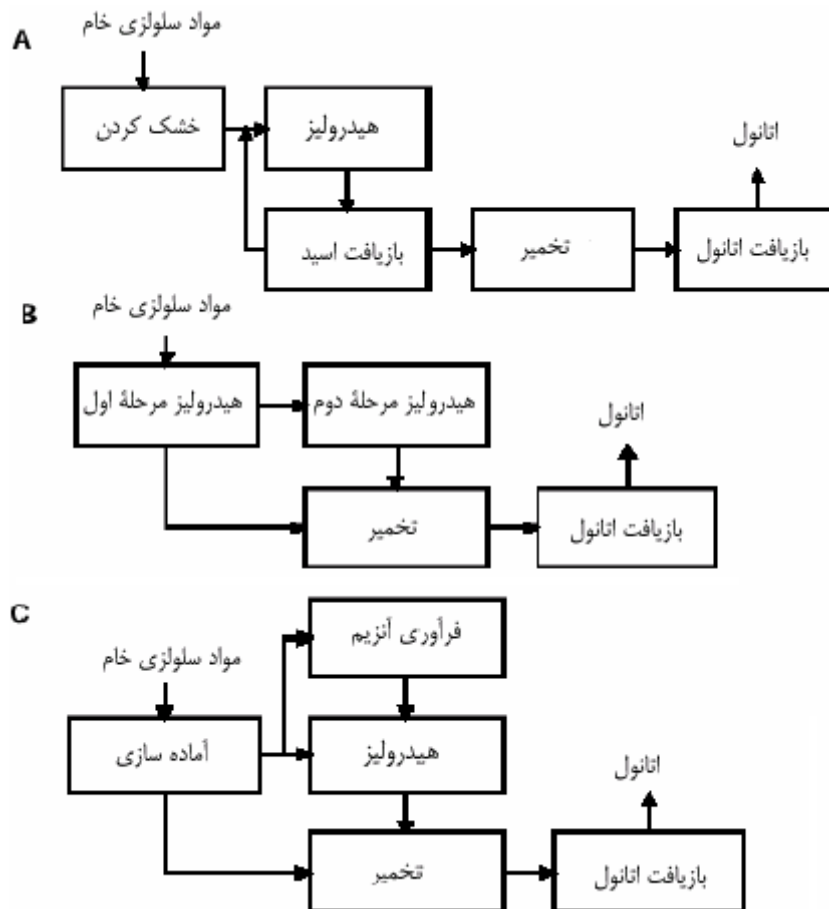 A
مواد سلولزی خام
خشک کردن
هیدرولیز
بازیافت اسید
تخمیر
بازیافت اتانول
اتانول
B
مواد سلولزی خام
هیدرولیز مرحلهٔ اول
هیدرولیز مرحلهٔ دوم
تخمیر
بازیافت اتانول
اتانول
C
مواد سلولزی خام
آماده سازی
فرآوری آنزیم
هیدرولیز
تخمیر
بازیافت اتانول
اتانول